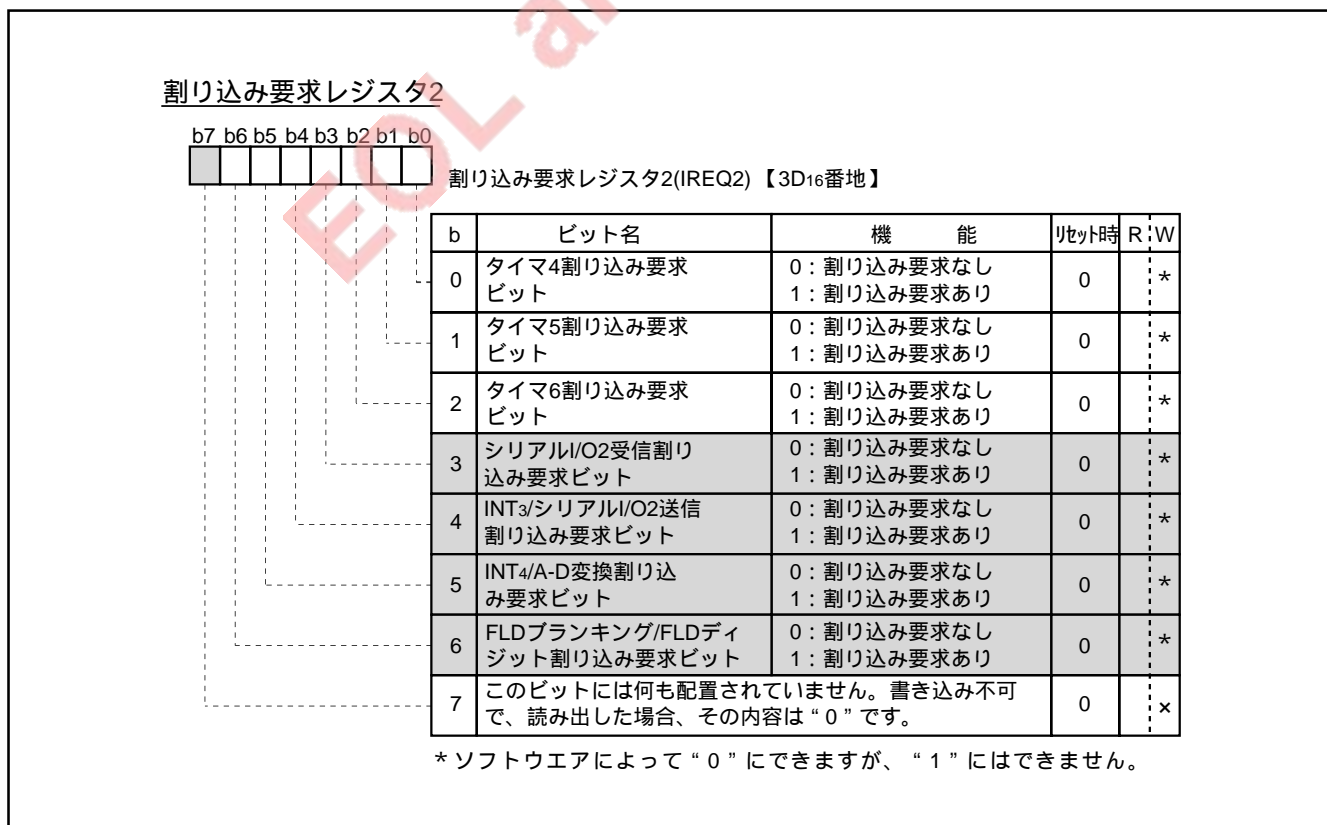 EOL an
割り込み要求レジスタ2
b7 b6 b5 b4 b3 b2 b1 b0
割り込み要求レジスタ2(IREQ2)【3D16番地】
b ビット名 機 能 リセット時 R W
0 タイマ4割り込み要求 0：割り込み要求なし 0 *
ビット 1：割り込み要求あり
1 タイマ5割り込み要求 0：割り込み要求なし 0 *
ビット 1：割り込み要求あり
2 タイマ6割り込み要求 0：割り込み要求なし 0 *
ビット 1：割り込み要求あり
3 シリアルI/O2受信割り 0：割り込み要求なし 0 *
込み要求ビット 1：割り込み要求あり
4 INT3/シリアルI/O2送信 0：割り込み要求なし 0 *
割り込み要求ビット 1：割り込み要求あり
5 INT4/A-D変換割り込 0：割り込み要求なし 0 *
み要求ビット 1：割り込み要求あり
6 FLDブランキング/FLDディ 0：割り込み要求なし 0 *
ジット割り込み要求ビット 1：割り込み要求あり
7 このビットには何も配置されていません。書き込み不可 0 ×
で、読み出した場合、その内容は“0”です。
*ソフトウエアによって“0”にできますが、“1”にはできません。